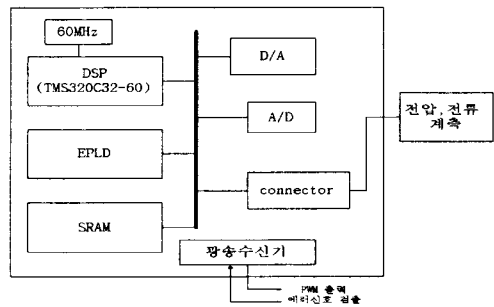 60MHz
DSP
(TMS320C32-60)
D/A
A/D
전압,전류
계측
EPLD
connector
SRAM
광송수신기
PWM 출력
에러신호 검출